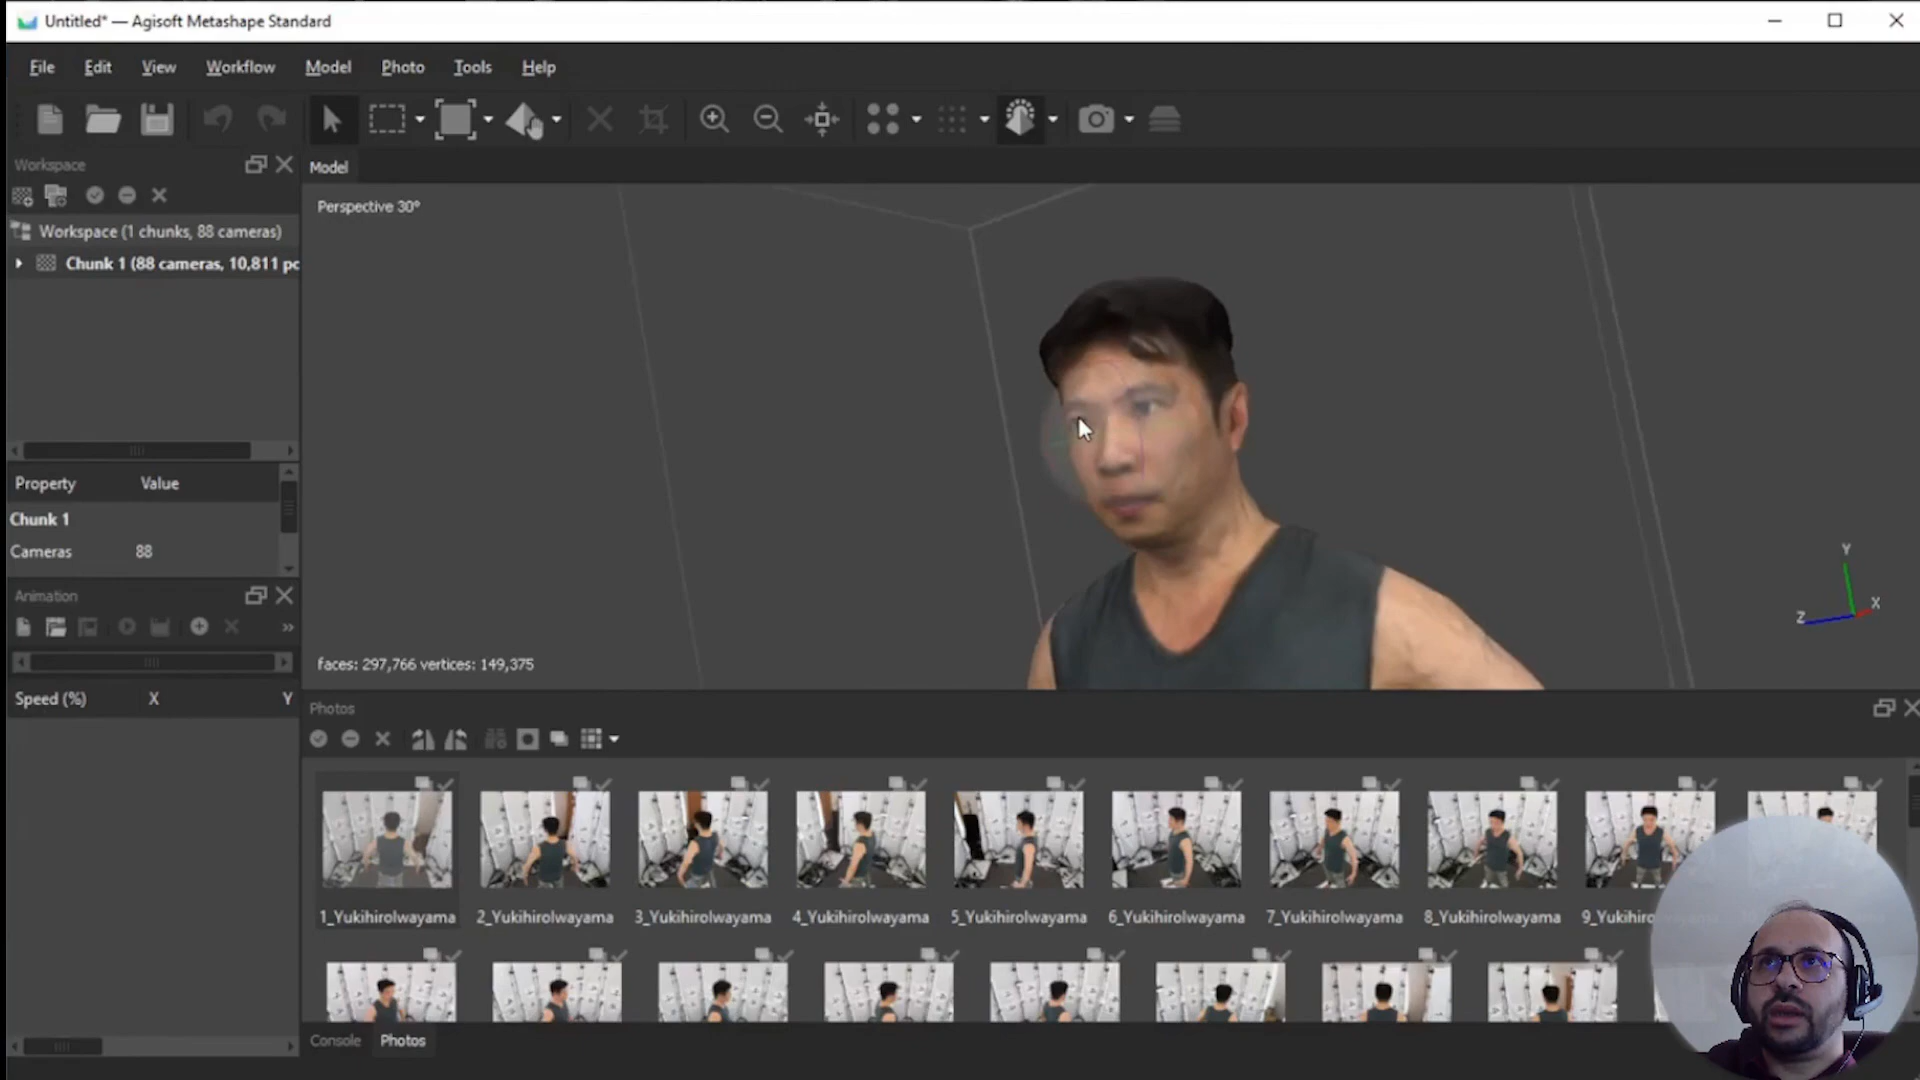 Untitled* — Agisoft Metashape Standard
File Edit View Workflow Model Photo Tools Help
Workspace
Model
Perspective 30°
Workspace (1 chunks, 88 cameras)
Chunk 1 (88 cameras, 10,811 pc
Property Value
Chunk 1
Cameras 88
Animation
Speed (%) X Y
Y
X
Z
faces: 297,766 vertices: 149,375
Photos
1_YukihiroIwayama 2_YukihiroIwayama 3_YukihiroIwayama 4_YukihiroIwayama 5_YukihiroIwayama 6_YukihiroIwayama 7_YukihiroIwayama 8_YukihiroIwayama
Console Photos